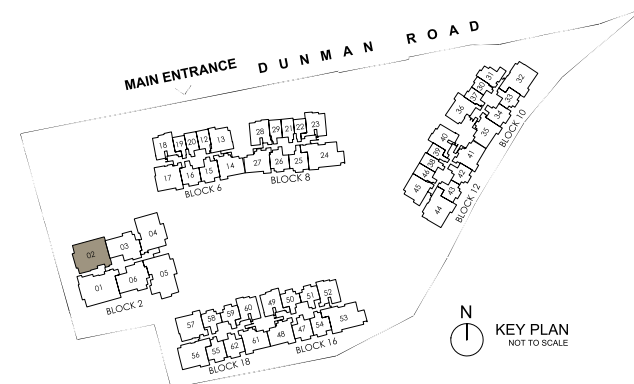 DUNMAN ROAD
MAIN ENTRANCE
18 19 20 12 13
17 16 15 14
BLOCK 6
28 29 21 22 23
27 26 25 24
BLOCK 8
31 32
30
37 33
36 34
35
BLOCK 10
40
39 41
38
46 42
45 43
44
BLOCK 12
02 03 04
01 06 05
BLOCK 2
57 58 59 60
56 55 62 61
BLOCK 18
49 50 51 52
48 47 54 53
BLOCK 16
N
KEY PLAN
NOT TO SCALE